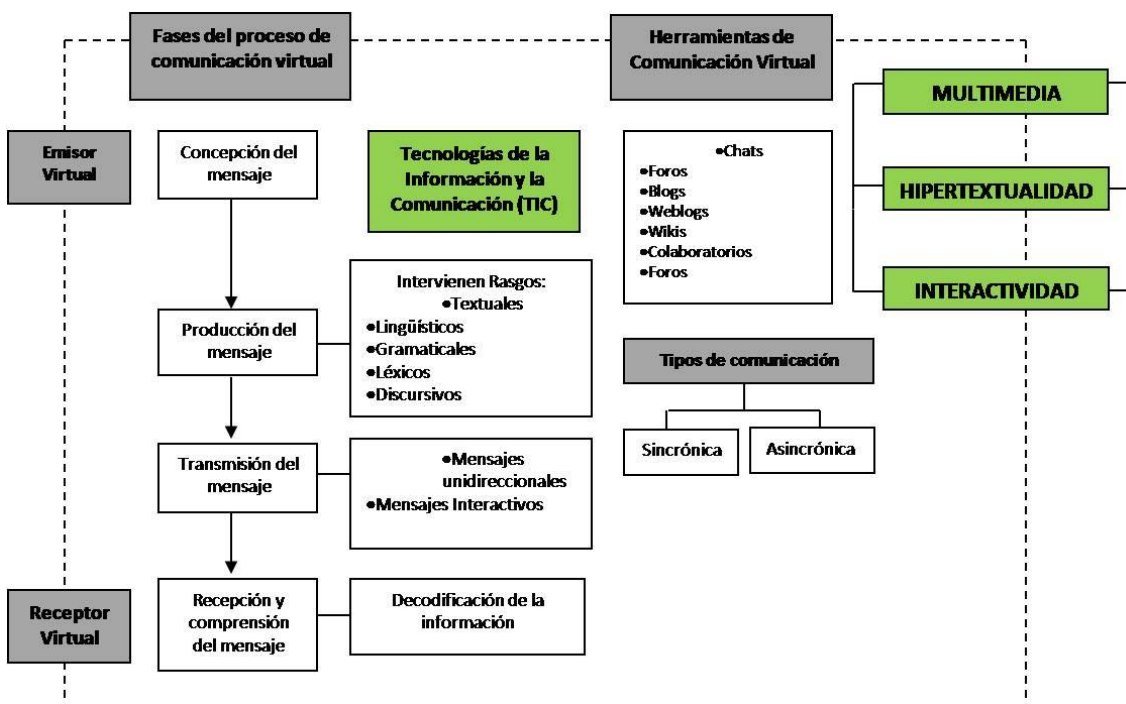 Fases del proceso de
comunicación virtual
Herramientas de
Comunicación Virtual
MULTIMEDIA
HIPERTEXTUALIDAD
INTERACTIVIDAD
Emisor
Virtual
Concepción del
mensaje
Tecnologías de la
Información y la
Comunicación (TIC)
•Chats
•Foros
•Blogs
•Weblogs
•Wikis
•Colaboratorios
•Foros
Producción del
mensaje
Intervienen Rasgos:
•Textuales
•Lingüísticos
•Gramaticales
•Léxicos
•Discursivos
Tipos de comunicación
Sincrónica
Asincrónica
Transmisión del
mensaje
•Mensajes
unidireccionales
•Mensajes Interactivos
Receptor
Virtual
Recepción y
comprensión
del mensaje
Decodificación de la
información